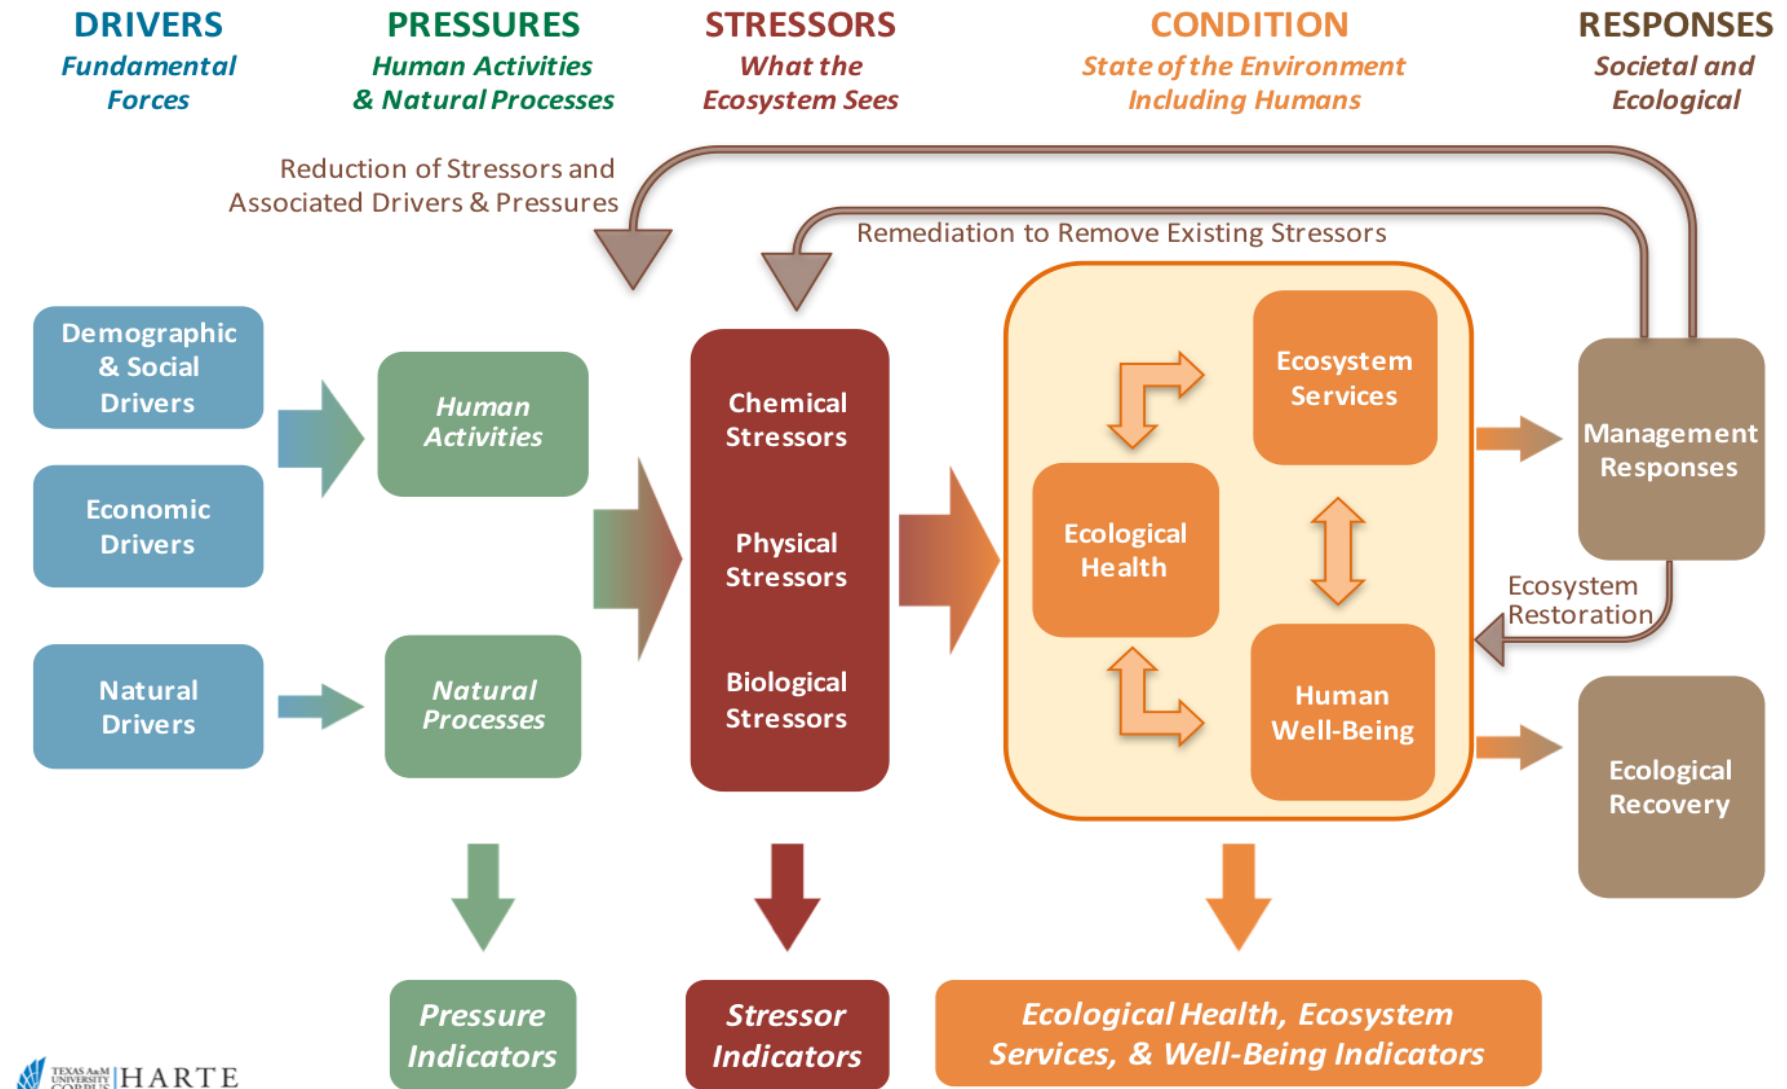 DRIVERS
Fundamental
Forces
PRESSURES
Human Activities
& Natural Processes
STRESSORS
What the
Ecosystem Sees
CONDITION
State of the Environment
Including Humans
RESPONSES
Societal and
Ecological
Reduction of Stressors and
Associated Drivers & Pressures
Remediation to Remove Existing Stressors
Demographic
& Social
Drivers
Economic
Drivers
Natural
Drivers
Human
Activities
Natural
Processes
Chemical
Stressors
Physical
Stressors
Biological
Stressors
Ecosystem
Services
Ecological
Health
Human
Well-Being
Management
Responses
Ecosystem
Restoration
Ecological
Recovery
Pressure
Indicators
Stressor
Indicators
Ecological Health, Ecosystem
Services, & Well-Being Indicators
TEXAS A&M
UNIVERSITY
CORPUS
HARTE